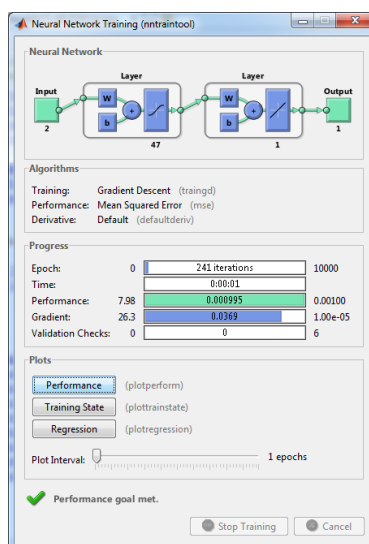 Neural Network Training (nntraintool)
Neural Network
Layer Layer
Input Output
W W
b + b +
2 1
47 1
Algorithms
Training: Gradient Descent (traingd)
Performance: Mean Squared Error (mse)
Derivative: Default (defaultderiv)
Progress
Epoch: 0 241 iterations 10000
Time: 0:00:01
Performance: 7.98 0.000995 0.00100
Gradient: 26.3 0.0369 1.00e-05
Validation Checks: 0 0 6
Plots
Performance (plotperform)
Training State (plottrainstate)
Regression (plotregression)
Plot Interval: 1 epochs
Performance goal met.
Stop Training Cancel